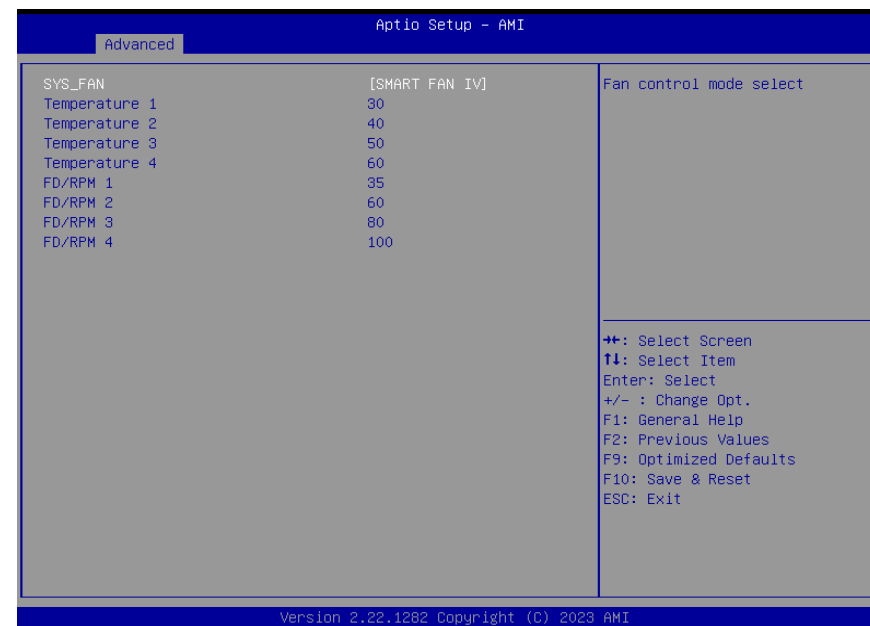 Aptio Setup – AMI
Advanced
SYS_FAN [SMART FAN IV]
Temperature 1 30
Temperature 2 40
Temperature 3 50
Temperature 4 60
FD/RPM 1 35
FD/RPM 2 60
FD/RPM 3 80
FD/RPM 4 100
Fan control mode select
→←: Select Screen
↑↓: Select Item
Enter: Select
+/- : Change Opt.
F1: General Help
F2: Previous Values
F9: Optimized Defaults
F10: Save & Reset
ESC: Exit
Version 2.22.1282 Copyright (C) 2023 AMI